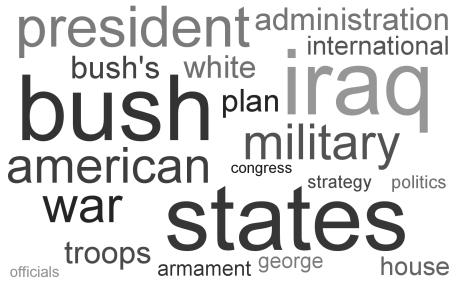 president administration
international
bush's white
iraq
bush plan
military
american
congress
strategy politics
war
states
troops
armament george house
officials